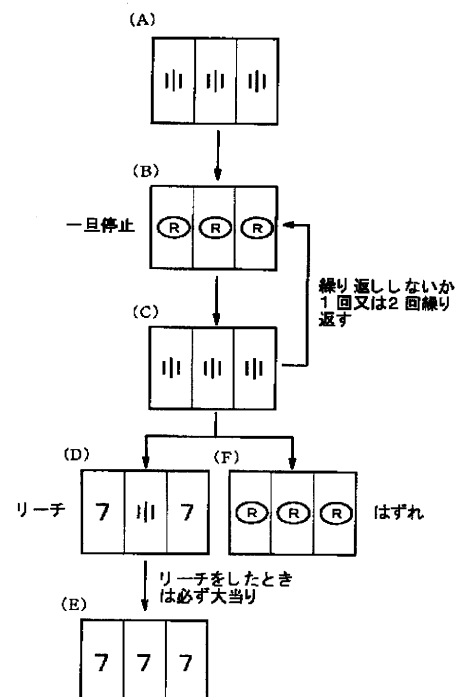 (A)
(B)
一旦停止
R R R
繰り返ししないか
1回又は2回繰り
返す
(C)
(D)
(F)
リーチ
7 7
R R R
はずれ
リーチをしたとき
は必ず大当り
(E)
7 7 7